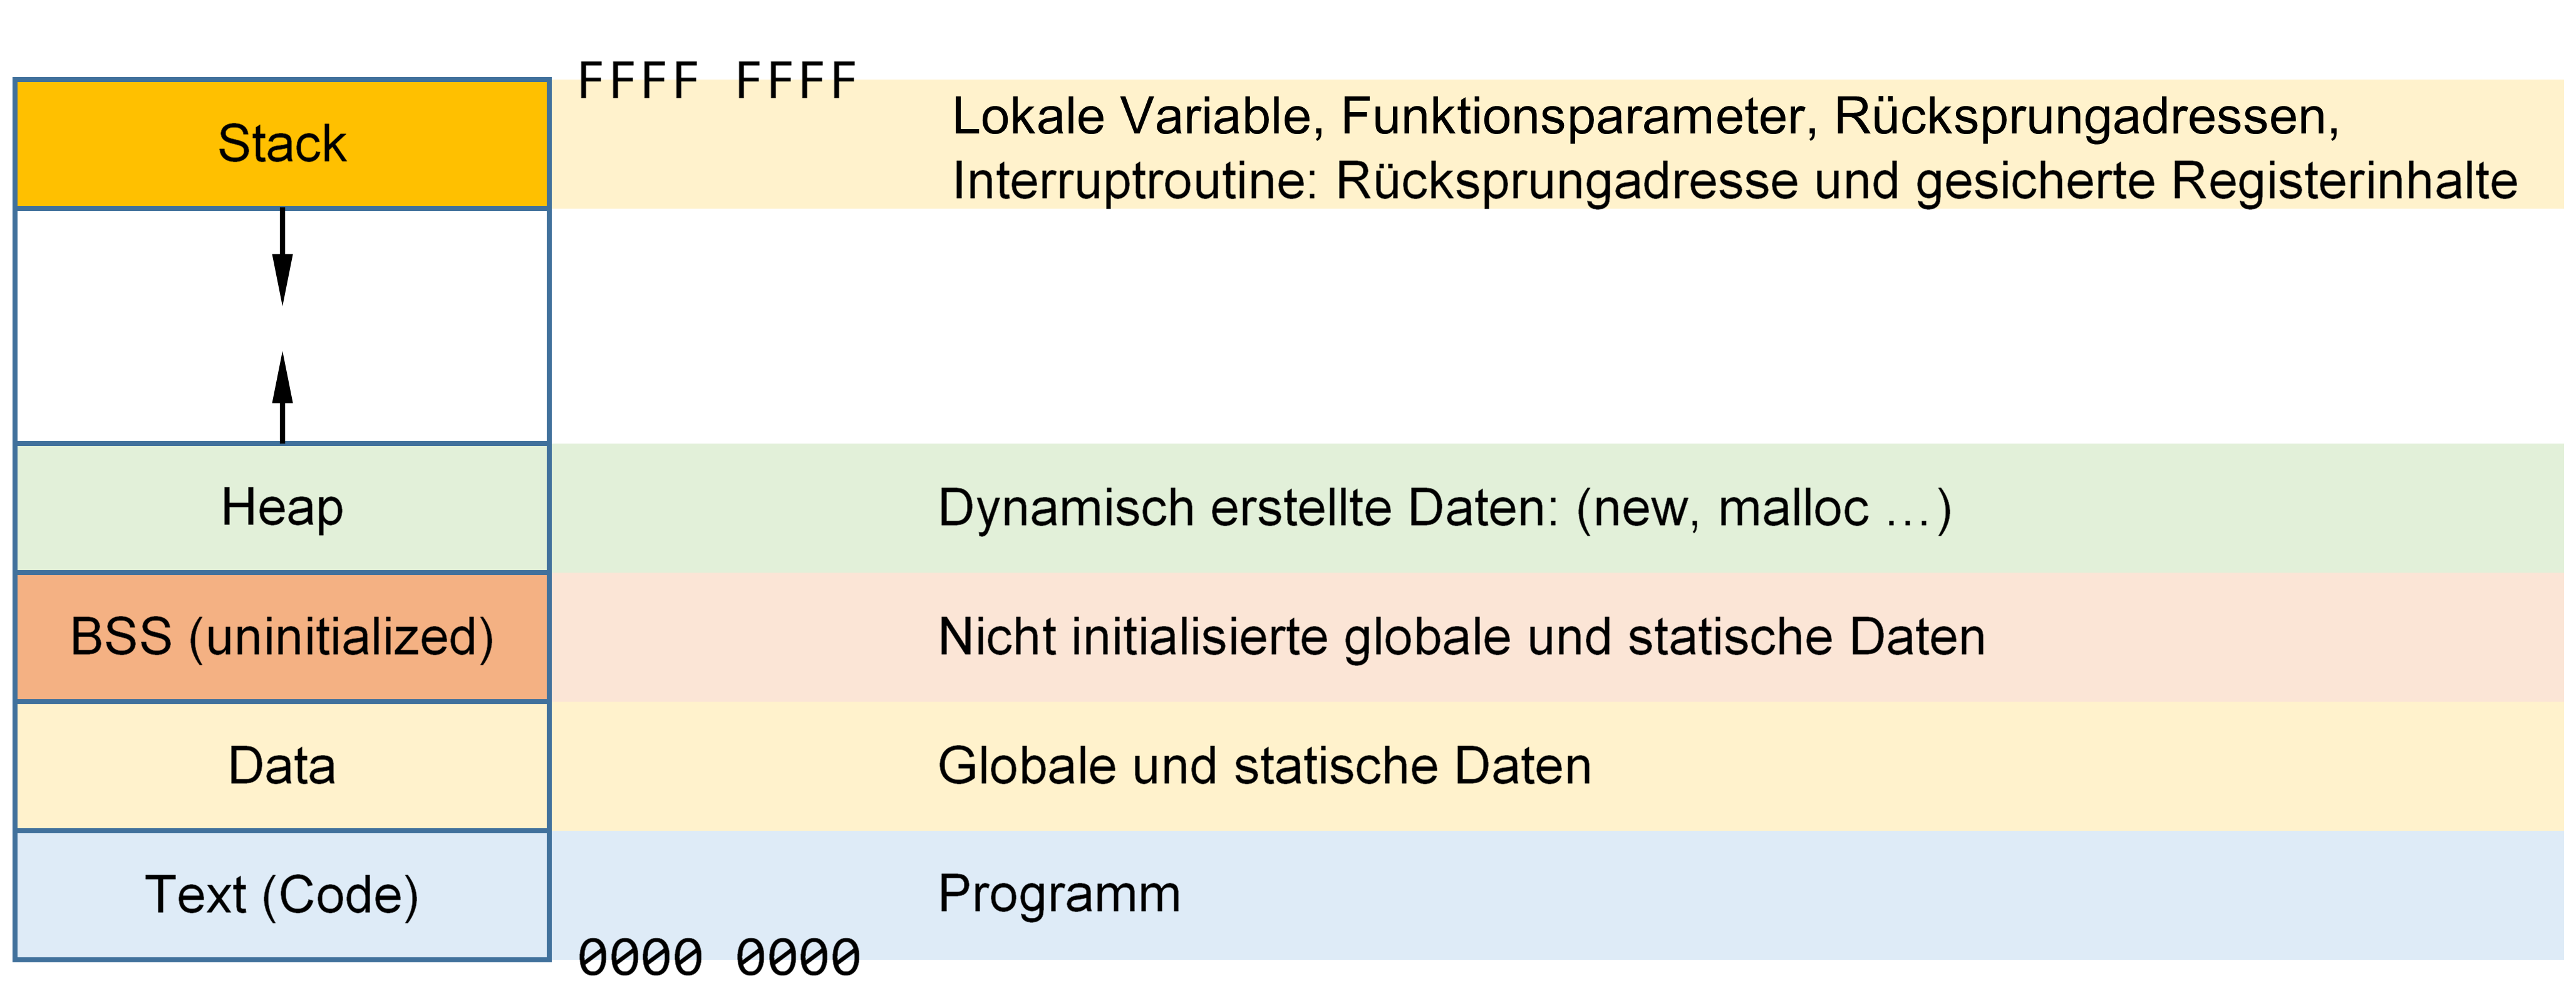 FFFF FFFF
Stack
Lokale Variable, Funktionsparameter, Rücksprungadressen,
Interruptroutine: Rücksprungadresse und gesicherte Registerinhalte
Heap
Dynamisch erstellte Daten: (new, malloc …)
BSS (uninitialized)
Nicht initialisierte globale und statische Daten
Data
Globale und statische Daten
Text (Code)
Programm
0000 0000